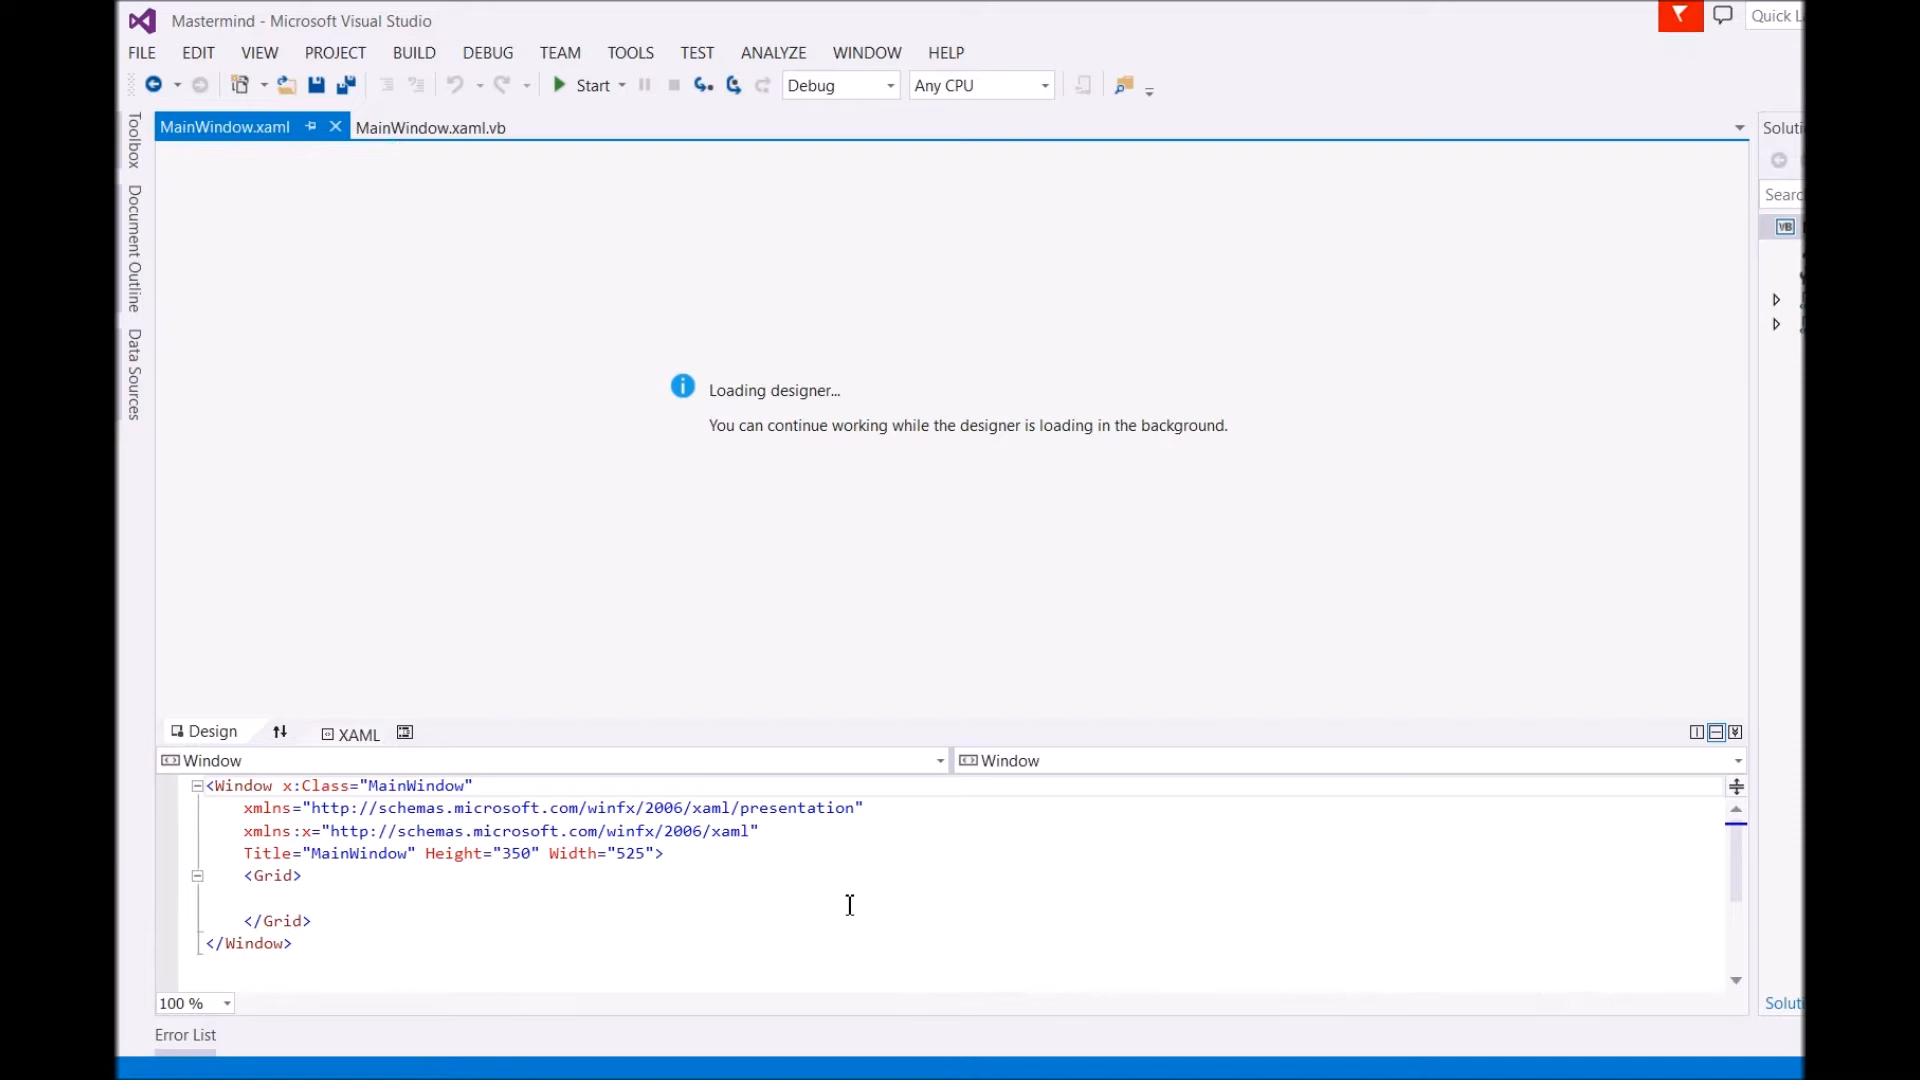 Mastermind - Microsoft Visual Studio
Quick L
FILE EDIT VIEW PROJECT BUILD DEBUG TEAM TOOLS TEST ANALYZE WINDOW HELP
Start Debug Any CPU
MainWindow.xaml MainWindow.xaml.vb
Soluti
Toolbox
Document Outline
Data Sources
Searc
VB
Loading designer...
You can continue working while the designer is loading in the background.
Design XAML
Window Window
<Window x:Class="MainWindow"
xmlns="http://schemas.microsoft.com/winfx/2006/xaml/presentation"
xmlns:x="http://schemas.microsoft.com/winfx/2006/xaml"
Title="MainWindow" Height="350" Width="525">
<Grid>
</Grid>
</Window>
100 %
Soluti
Error List